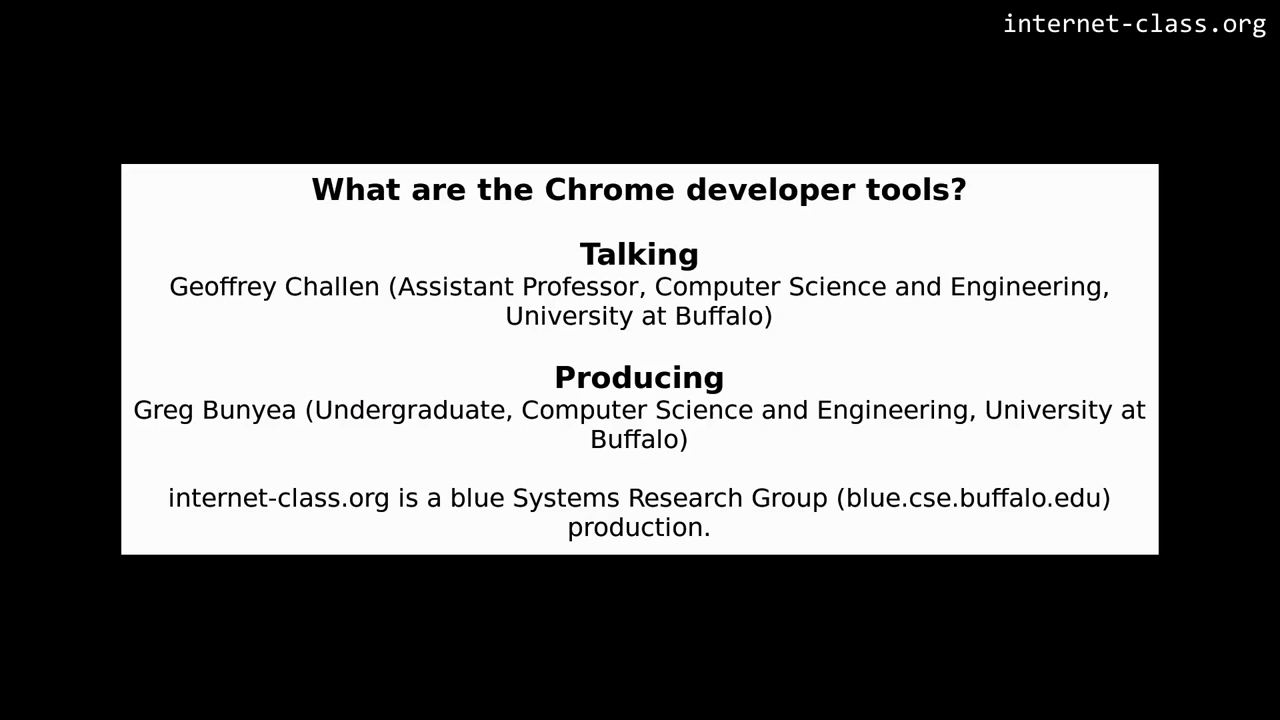 internet-class.org
What are the Chrome developer tools?
Talking
Geoffrey Challen (Assistant Professor, Computer Science and Engineering,
University at Buffalo)
Producing
Greg Bunyea (Undergraduate, Computer Science and Engineering, University at
Buffalo)
internet-class.org is a blue Systems Research Group (blue.cse.buffalo.edu)
production.